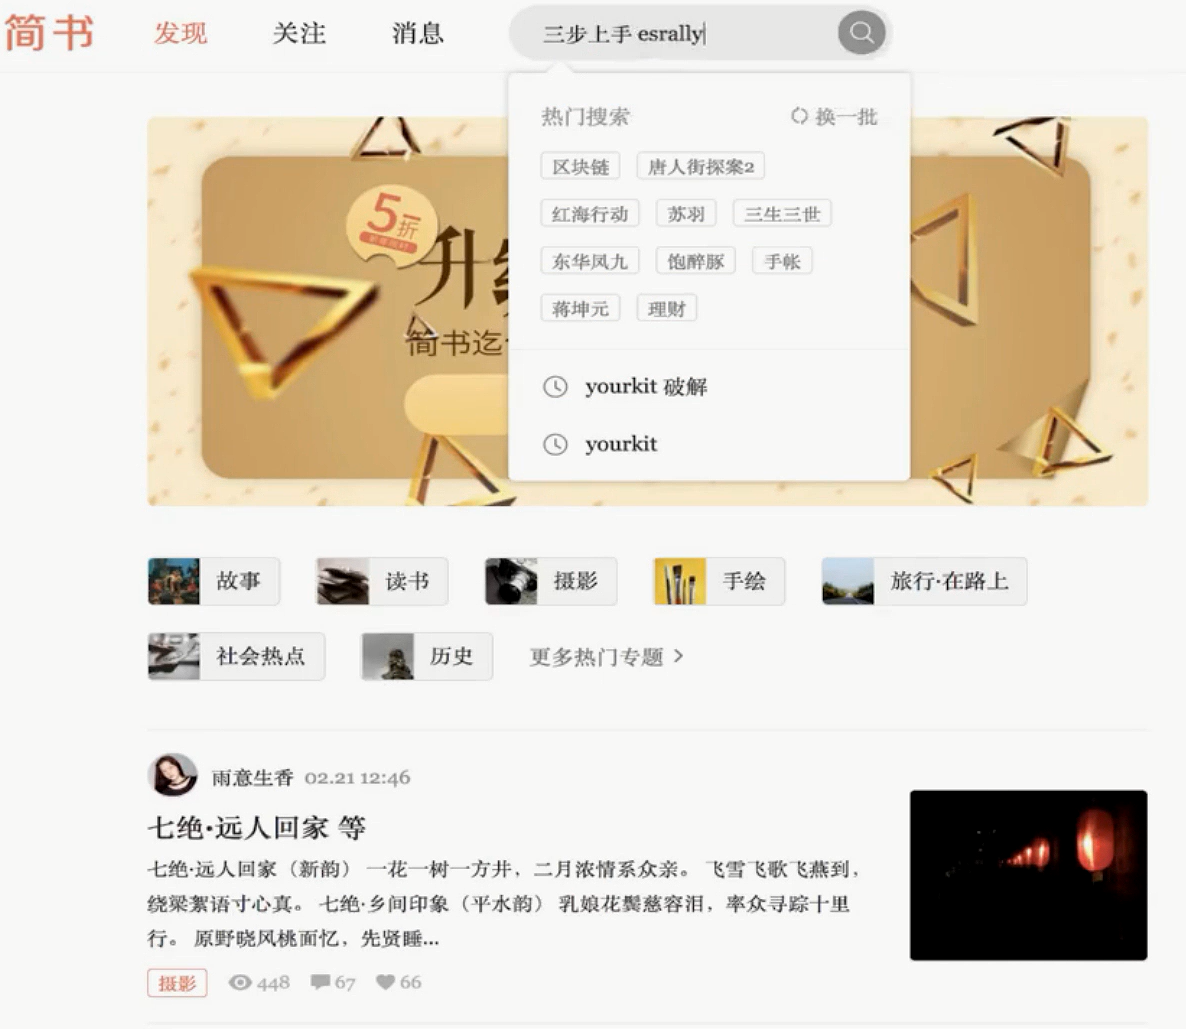 简书 发现 关注 消息 三步上手 esrally
热门搜索 换一批
区块链 唐人街探案2
红海行动 苏羽 三生三世
东华凤九 饱醉豚 手帐
蒋坤元 理财
yourkit 破解
yourkit
5折
升级
简书迄今
故事 读书 摄影 手绘 旅行·在路上
社会热点 历史 更多热门专题 >
雨意生香 02.21 12:46
七绝·远人回家 等
七绝·远人回家（新韵） 一花一树一方井，二月浓情系众亲。 飞雪飞歌飞燕到，
绕梁絮语寸心真。 七绝·乡间印象（平水韵） 乳娘花鬓慈容泪，率众寻踪十里
行。 原野晓风桃面忆，先贤睡...
摄影 448 67 66